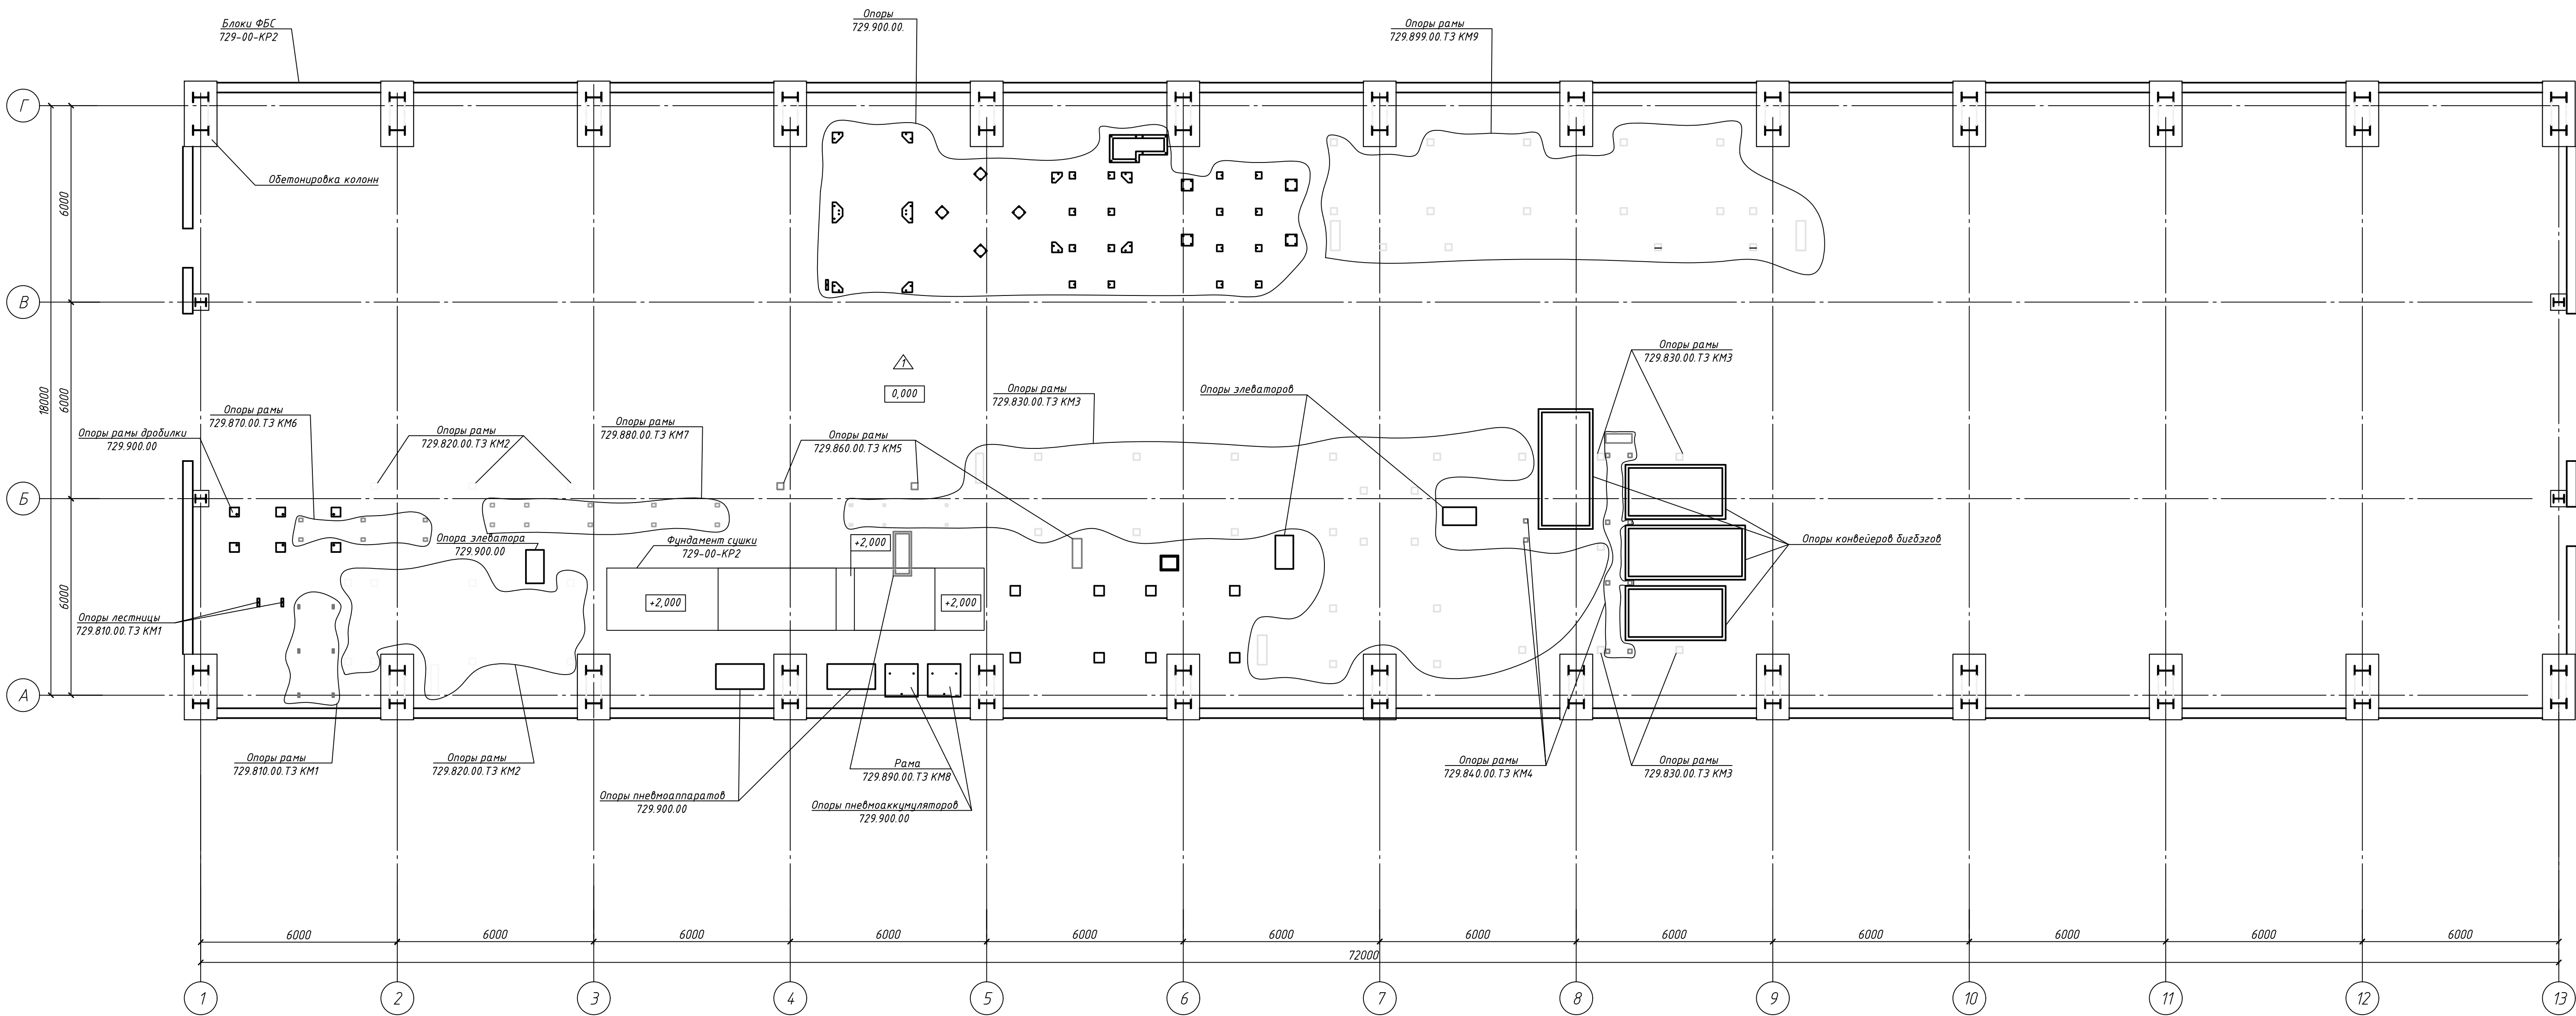 Блоки ФБС
729-00-КР2
Опоры
729.900.00.
Опоры рамы
729.899.00.ТЗ КМ9
Г
Обетонировка колонн
6000
В
1
0,000
Опоры рамы
729.830.00.ТЗ КМ3
Опоры рамы
729.830.00.ТЗ КМ3
Опоры элеваторов
18000
6000
Опоры рамы
729.870.00.ТЗ КМ6
Опоры рамы дробилки
729.900.00
Опоры рамы
729.820.00.ТЗ КМ2
Опоры рамы
729.880.00.ТЗ КМ7
Опоры рамы
729.860.00.ТЗ КМ5
Б
Опора элеватора
729.900.00
Фундамент сушки
729-00-КР2
+2,000
Опоры конвейеров бигбэгов
6000
+2,000
+2,000
Опоры лестницы
729.810.00.ТЗ КМ1
А
Опоры рамы
729.810.00.ТЗ КМ1
Опоры рамы
729.820.00.ТЗ КМ2
Рама
729.890.00.ТЗ КМ8
Опоры рамы
729.840.00.ТЗ КМ4
Опоры рамы
729.830.00.ТЗ КМ3
Опоры пневмоаппаратов
729.900.00
Опоры пневмоаккумуляторов
729.900.00
6000 6000 6000 6000 6000 6000 6000 6000 6000 6000 6000 6000
72000
1 2 3 4 5 6 7 8 9 10 11 12 13